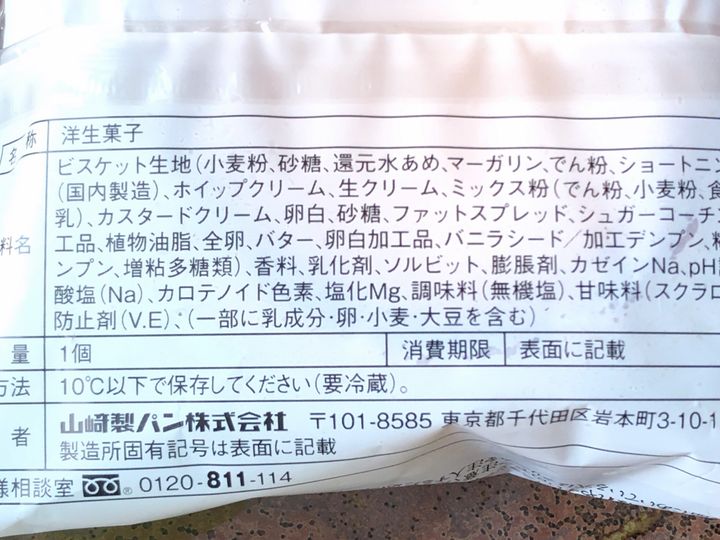 名称 洋生菓子
ビスケット生地(小麦粉、砂糖、還元水あめ、マーガリン、でん粉、ショートニン
(国内製造)、ホイップクリーム、生クリーム、ミックス粉(でん粉、小麦粉、食
乳)、カスタードクリーム、卵白、砂糖、ファットスプレッド、シュガーコーチ
料名 工品、植物油脂、全卵、バター、卵白加工品、バニラシード/加工デンプン、
ンプン、増粘多糖類)、香料、乳化剤、ソルビット、膨脹剤、カゼインNa、pH
酸塩(Na)、カロテノイド色素、塩化Mg、調味料(無機塩)、甘味料(スクラロ
防止剤(V.E)、(一部に乳成分・卵・小麦・大豆を含む)
量 1個 消費期限 表面に記載
方法 10℃以下で保存してください(要冷蔵)。
者 山崎製パン株式会社 〒101-8585 東京都千代田区岩本町3-10-1
製造所固有記号は表面に記載
様相談室 0120-811-114